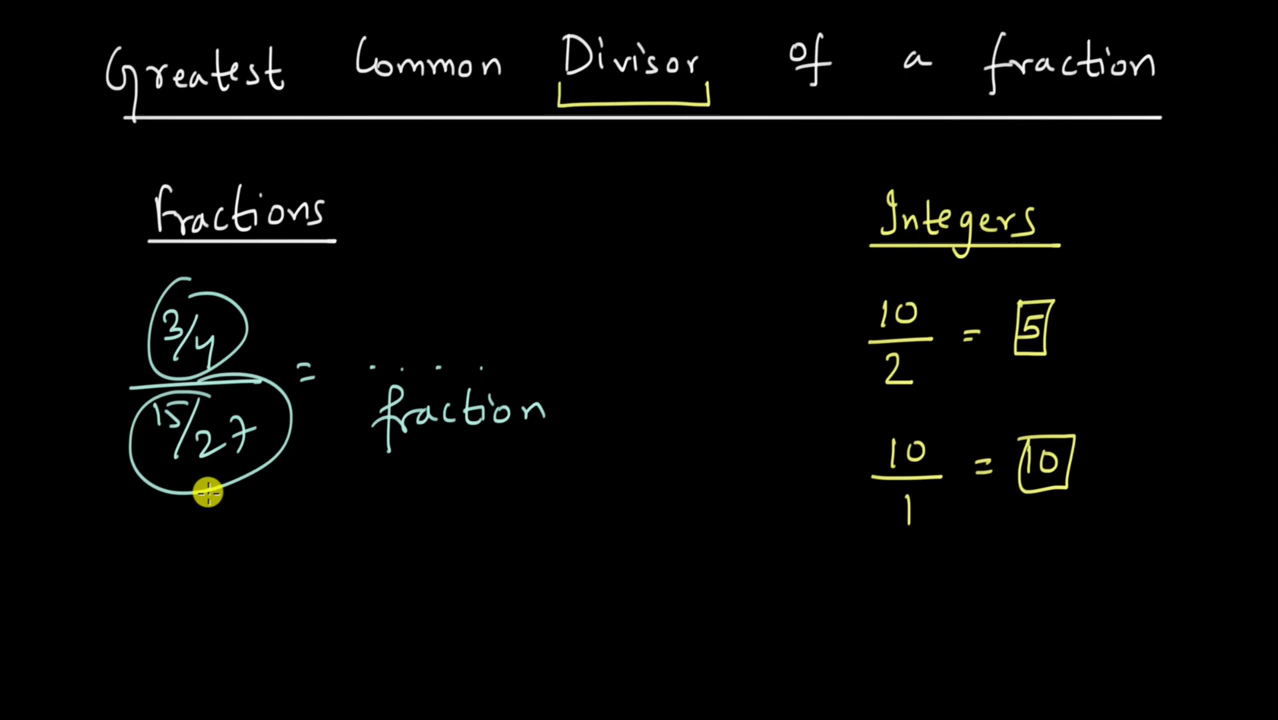 Greatest Common Divisor of a fraction
Fractions
3/4
15/27
= ....
fraction
Integers
10
2
= 5
10
1
= 10